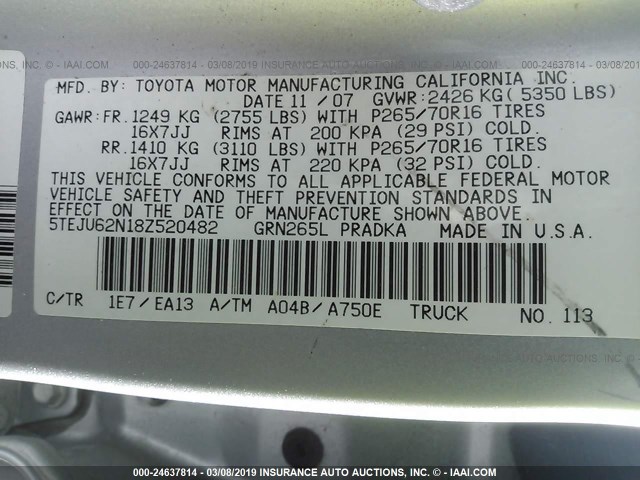 000-24637814 - 03/08/2019 INSURANCE AUTO AUCTIONS, INC. - © IAAI.COM
MFD. BY: TOYOTA MOTOR MANUFACTURING CALIFORNIA INC.
DATE 11 / 07 GVWR: 2426 KG ( 5350 LBS)
GAWR: FR. 1249 KG (2755 LBS) WITH P265/70R16 TIRES
16X7JJ RIMS AT 200 KPA (29 PSI) COLD.
RR. 1410 KG (3110 LBS) WITH P265/70R16 TIRES
16X7JJ RIMS AT 220 KPA (32 PSI) COLD.
THIS VEHICLE CONFORMS TO ALL APPLICABLE FEDERAL MOTOR
VEHICLE SAFETY AND THEFT PREVENTION STANDARDS IN
EFFECT ON THE DATE OF MANUFACTURE SHOWN ABOVE.
5TEJU62N18Z520482 GRN265L PRADKA MADE IN U.S.A.
C/TR 1E7/EA13 A/TM A04B/A750E TRUCK NO. 113
000-24637814 - 03/08/2019 INSURANCE AUTO AUCTIONS, INC. - © IAAI.COM